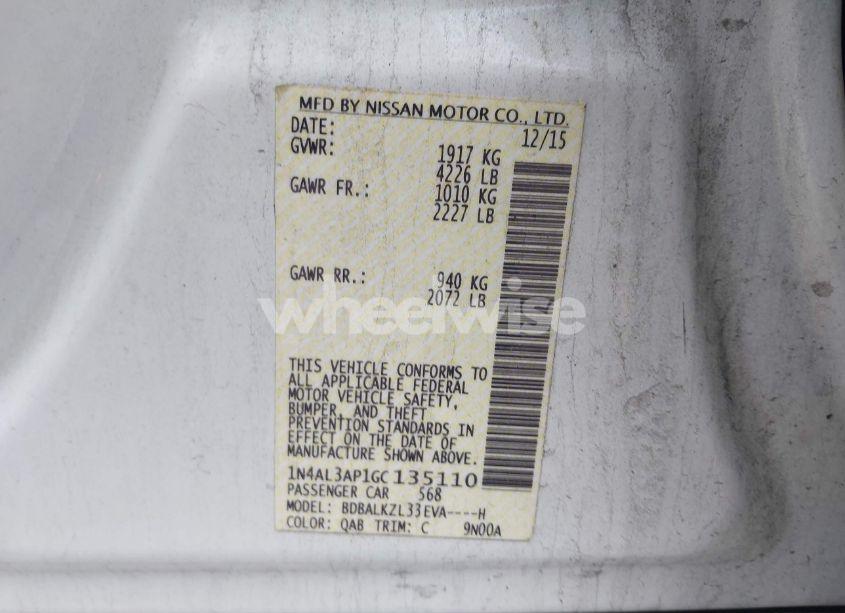 MFD BY NISSAN MOTOR CO., LTD.
DATE: 12/15
GVWR: 1917 KG
4226 LB
GAWR FR.: 1010 KG
2227 LB
GAWR RR.: 940 KG
2072 LB
wheelwise
THIS VEHICLE CONFORMS TO
ALL APPLICABLE FEDERAL
MOTOR VEHICLE SAFETY,
BUMPER, AND THEFT
PREVENTION STANDARDS IN
EFFECT ON THE DATE OF
MANUFACTURE SHOWN ABOVE.
1N4AL3AP1GC135110
PASSENGER CAR 568
MODEL: BDBALKZL33EVA----H
COLOR: QAB TRIM: C 9N00A